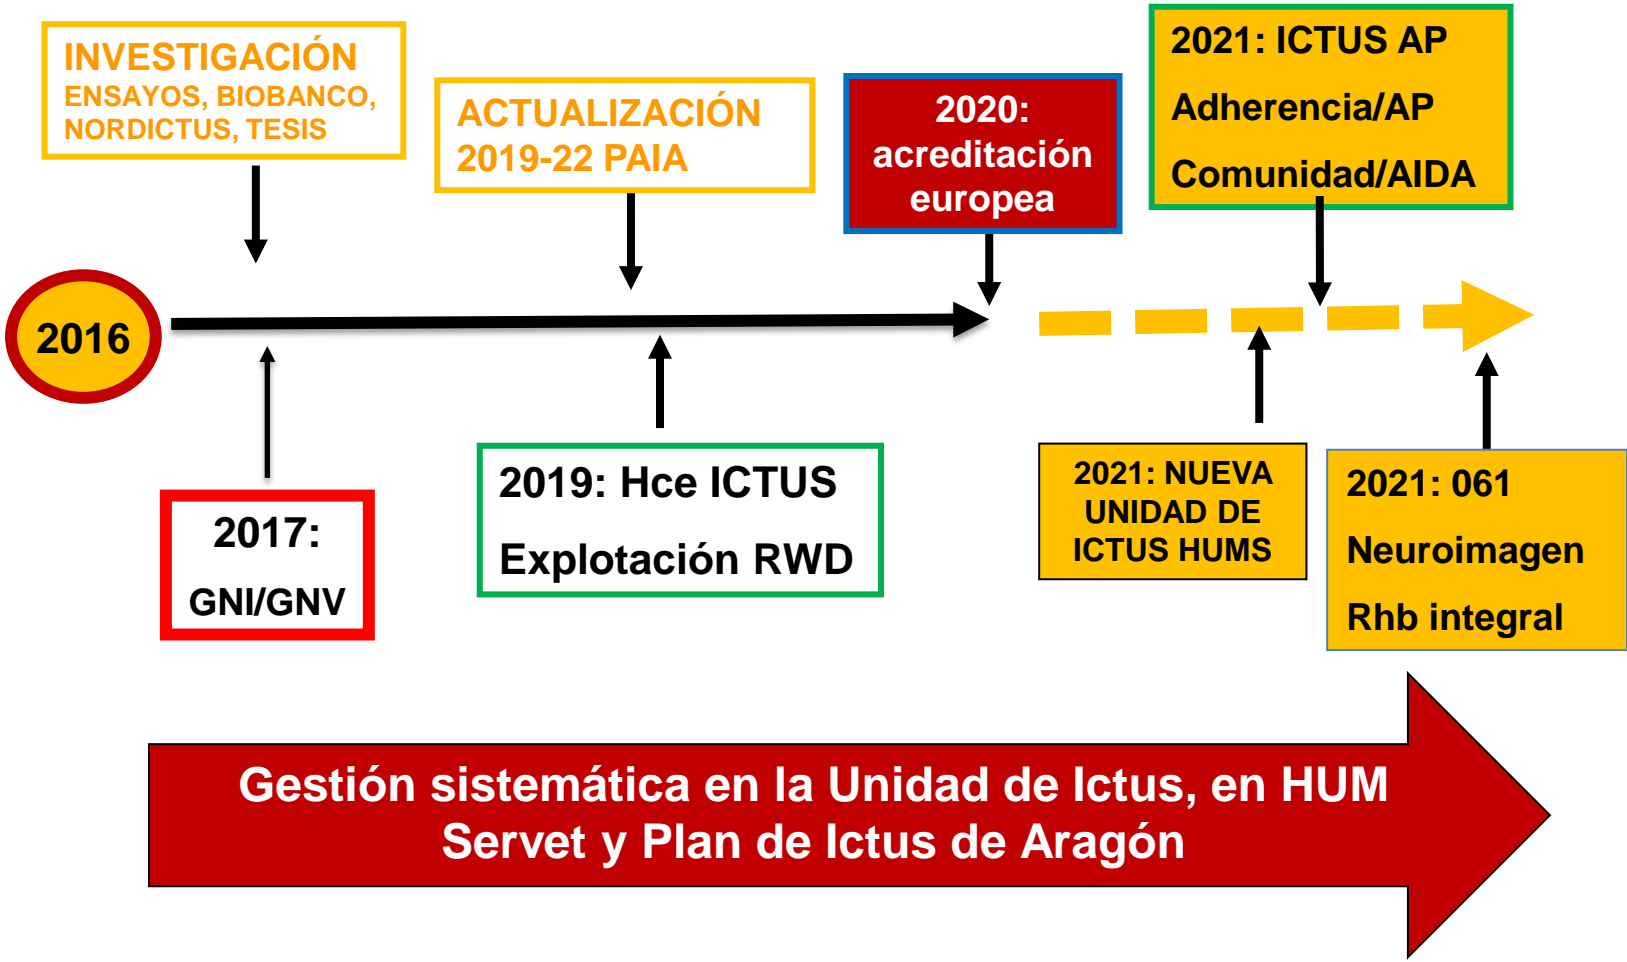 INVESTIGACIÓN
ENSAYOS, BIOBANCO,
NORDICTUS, TESIS
ACTUALIZACIÓN
2019-22 PAIA
2020:
acreditación
europea
2021: ICTUS AP
Adherencia/AP
Comunidad/AIDA
2016
2017:
GNI/GNV
2019: Hce ICTUS
Explotación RWD
2021: NUEVA
UNIDAD DE
ICTUS HUMS
2021: 061
Neuroimagen
Rhb integral
Gestión sistemática en la Unidad de Ictus, en HUM
Servet y Plan de Ictus de Aragón